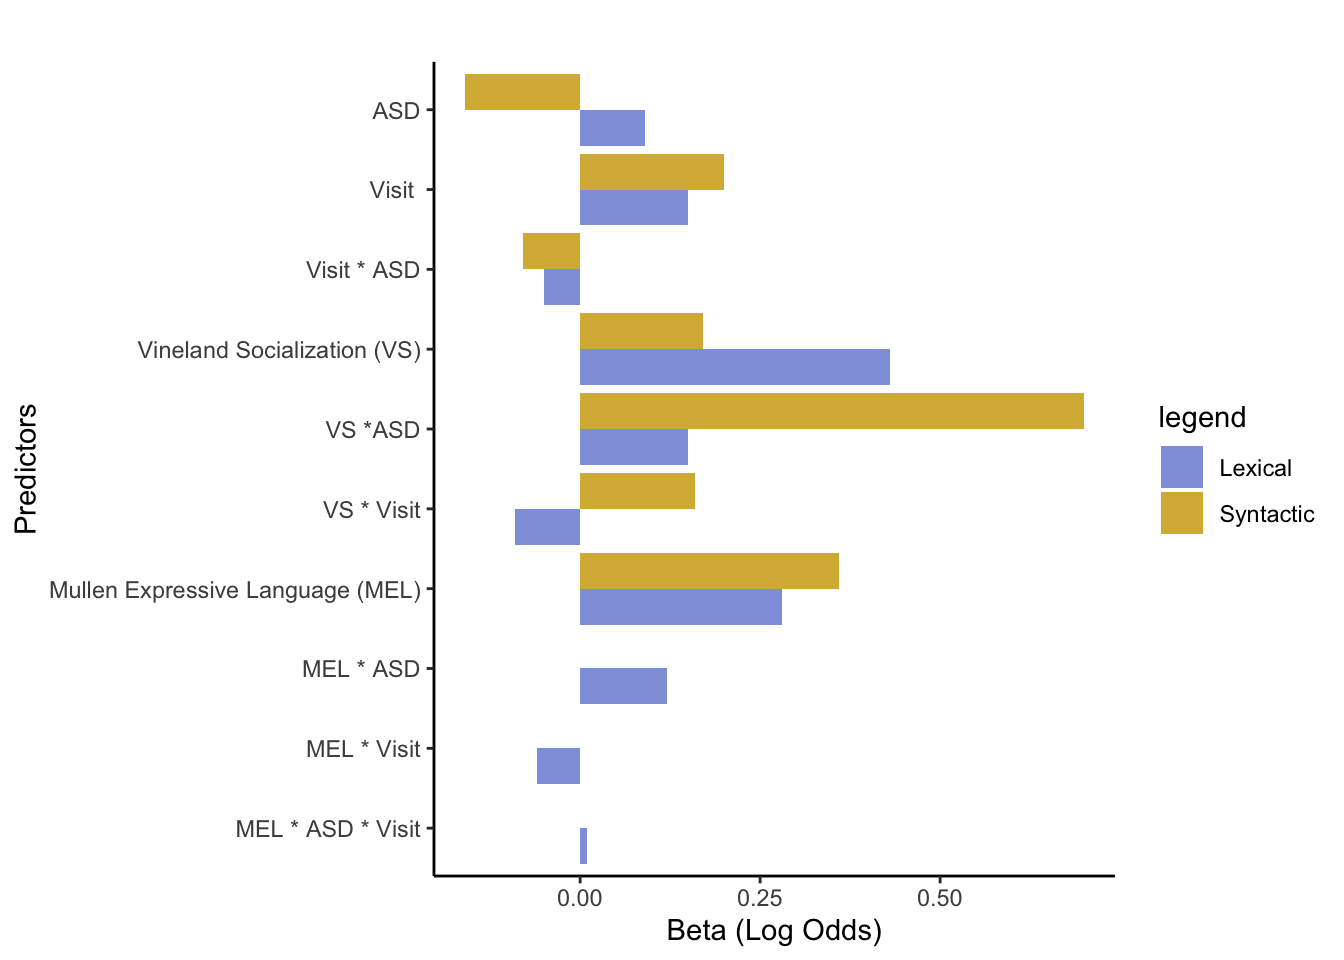 ASD
Visit
Visit * ASD
Vineland Socialization (VS)
VS *ASD
VS * Visit
Mullen Expressive Language (MEL)
MEL * ASD
MEL * Visit
MEL * ASD * Visit
Predictors
0.00 0.25 0.50
Beta (Log Odds)
legend
Lexical
Syntactic